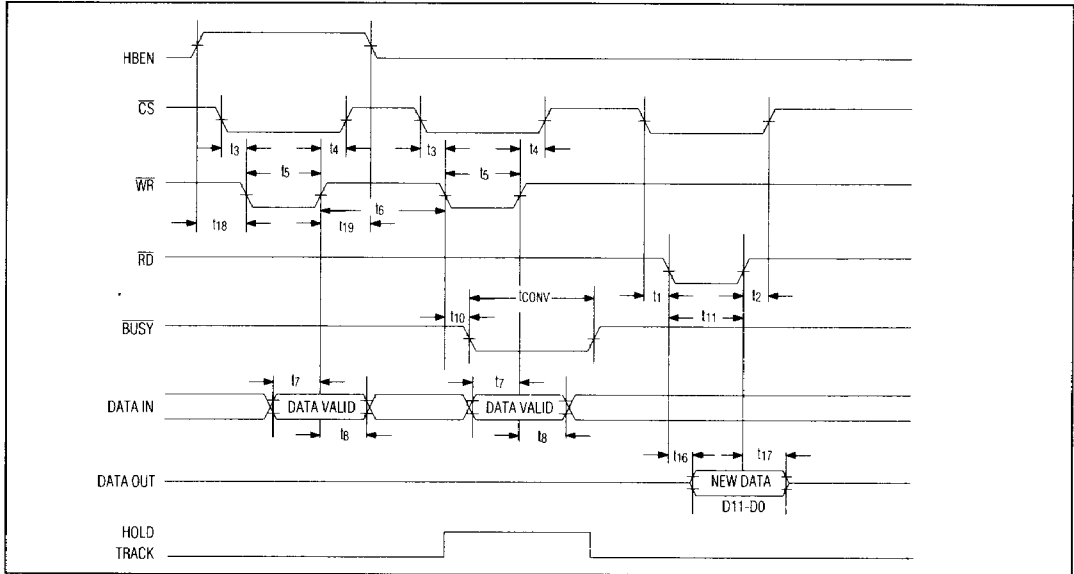 HBEN
CS
t3 t4 t3 t4
t5 t5
WR
t6
t18 t19
RD
tCONV
t1 t2
t10 t11
BUSY
t7 t7
DATA IN DATA VALID DATA VALID
t8 t8
t16 t17
DATA OUT NEW DATA
D11-D0
HOLD
TRACK